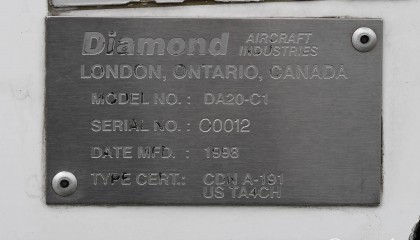 Diamond AIRCRAFT INDUSTRIES
LONDON, ONTARIO, CANADA
MODEL NO. : DA20-C1
SERIAL NO. : C0012
DATE MFD. : 1998
TYPE CERT.: CDN A-191
US TA4CH